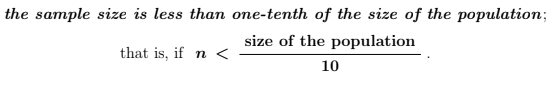 the sample size is less than one-tenth of the size of the population;
that is, if n < size of the population / 10 .